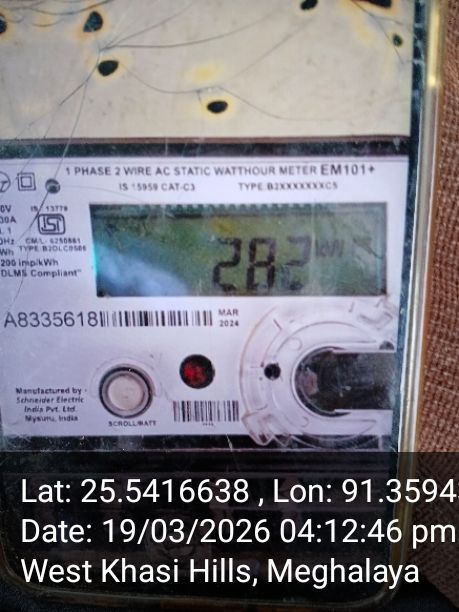 1 PHASE 2 WIRE AC STATIC WATTHOUR METER EM101+
IS 15959 CAT-C3 TYPE:B2XXXXXXXC5
IS 13779
CM/L- 6250861
TYPE: B2DLC0506
200 imp/kWh
DLMS Compliant"
282
A8335618
MAR
2024
Manufactured by
Schneider Electric
India Pvt. Ltd.
Mysuru, India
SCROLL/BATT
Lat: 25.5416638 , Lon: 91.3594
Date: 19/03/2026 04:12:46 pm
West Khasi Hills, Meghalaya